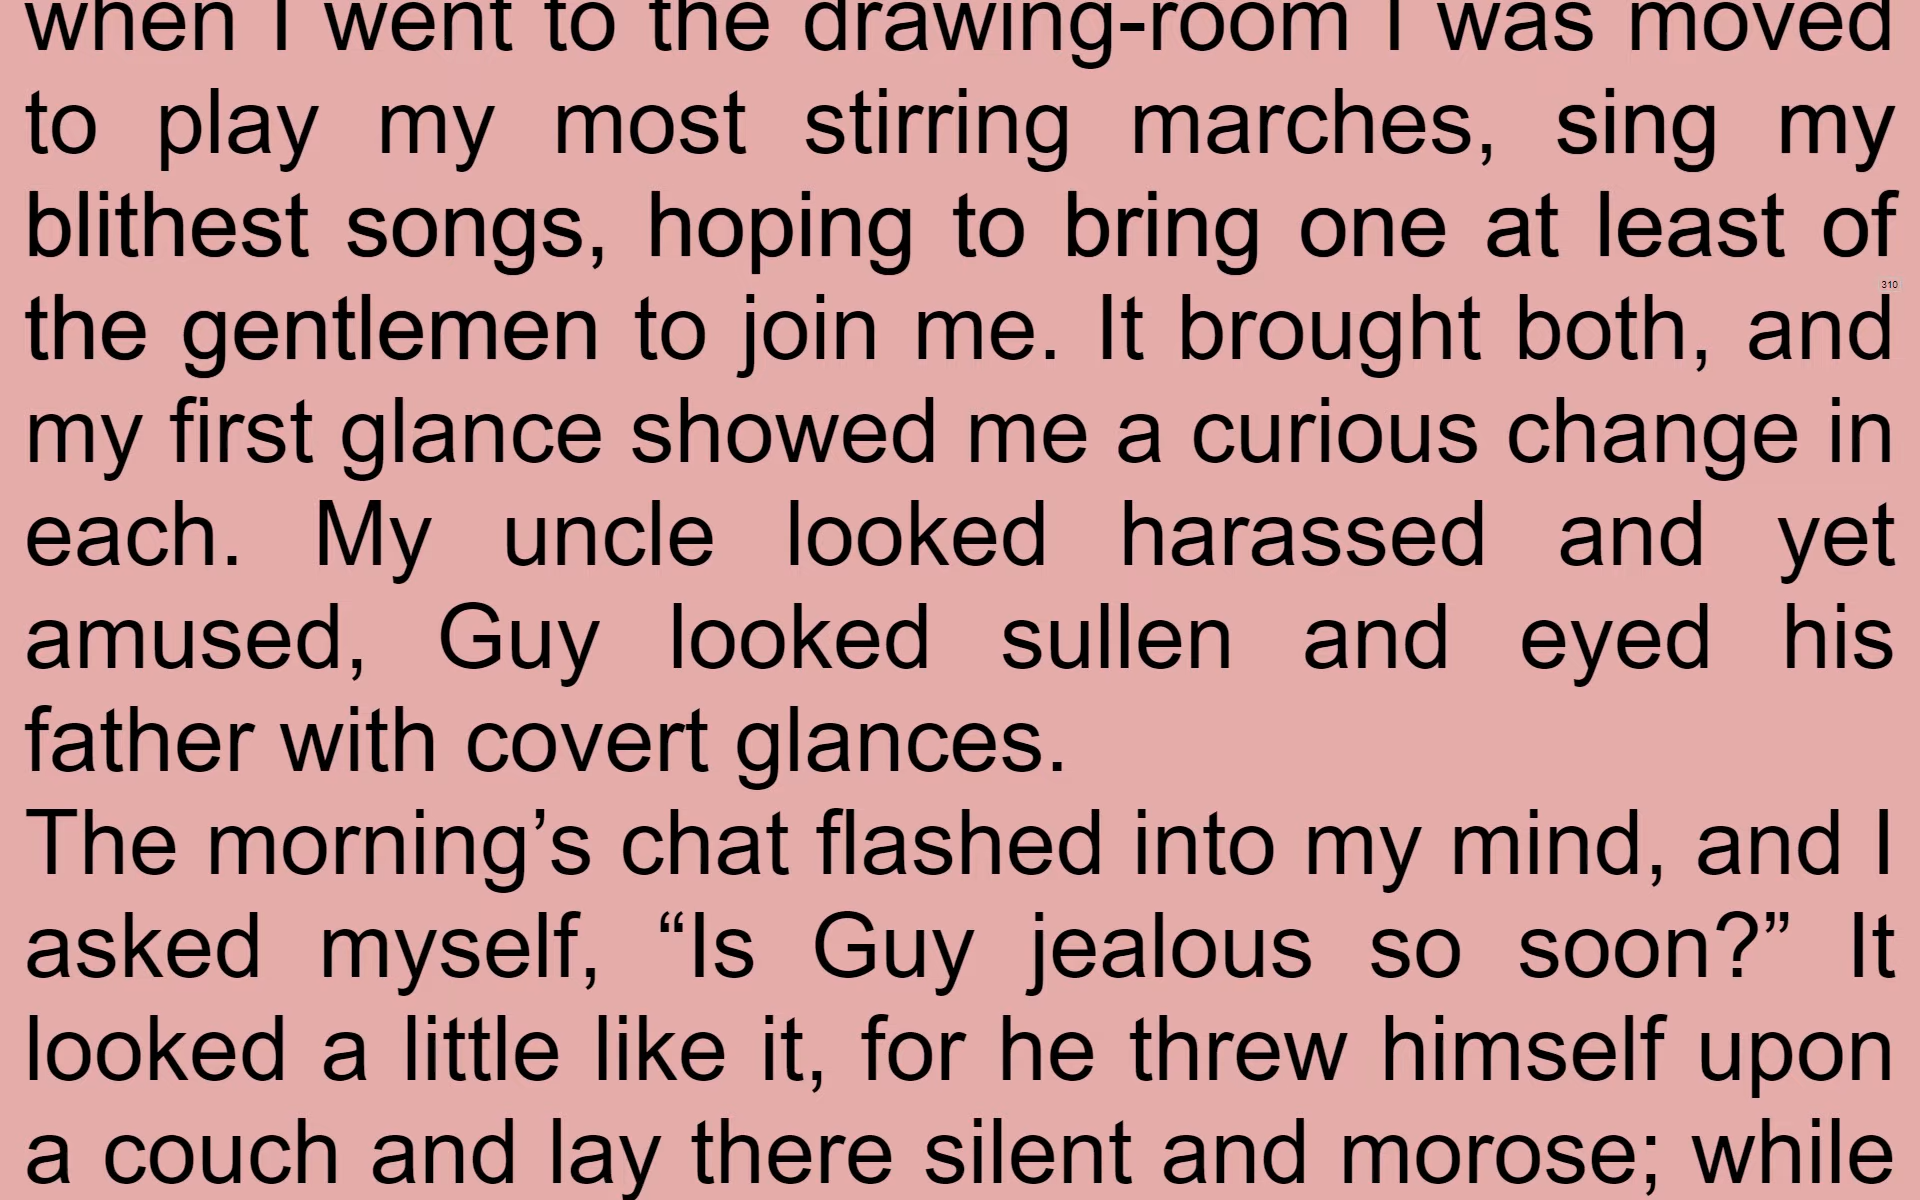 when I went to the drawing-room I was moved
to play my most stirring marches, sing my
blithest songs, hoping to bring one at least of
310
the gentlemen to join me. It brought both, and
my first glance showed me a curious change in
each. My uncle looked harassed and yet
amused, Guy looked sullen and eyed his
father with covert glances.
The morning’s chat flashed into my mind, and I
asked myself, “Is Guy jealous so soon?” It
looked a little like it, for he threw himself upon
a couch and lay there silent and morose; while